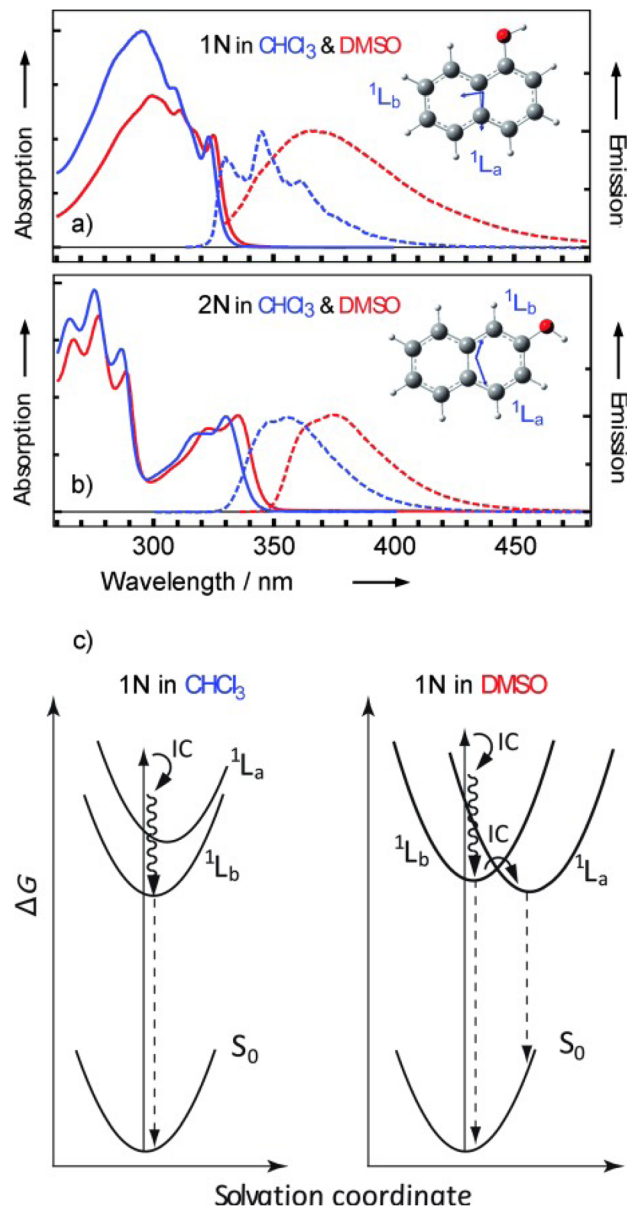 1N in CHCl₃ & DMSO
Absorption
Emission
¹Lb
¹La
a)
2N in CHCl₃ & DMSO
Absorption
Emission
¹Lb
¹La
b)
300 350 400 450
Wavelength / nm
c)
1N in CHCl₃
1N in DMSO
IC
¹La
¹Lb
S₀
ΔG
IC
IC
¹Lb
¹La
S₀
Solvation coordinate